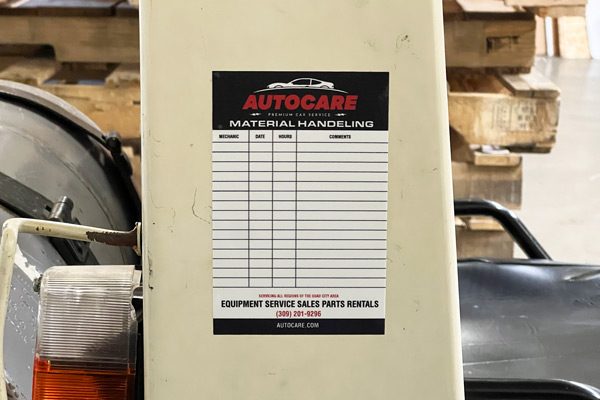 AUTOCARE
PREMIUM CAR SERVICE
MATERIAL HANDELING
MECHANIC DATE HOURS COMMENTS
SERVICING ALL REGIONS OF THE QUAD CITY AREA
EQUIPMENT SERVICE SALES PARTS RENTALS
(309) 201-9296
AUTOCARE.COM